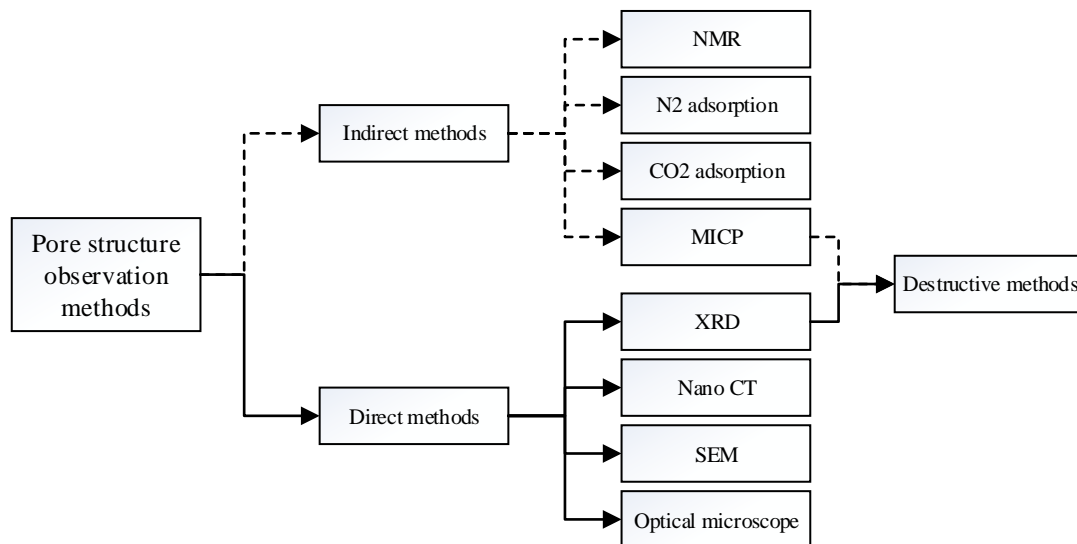 NMR
N2 adsorption
Indirect methods
CO2 adsorption
MICP
Pore structure
observation
methods
Destructive methods
XRD
Nano CT
Direct methods
SEM
Optical microscope